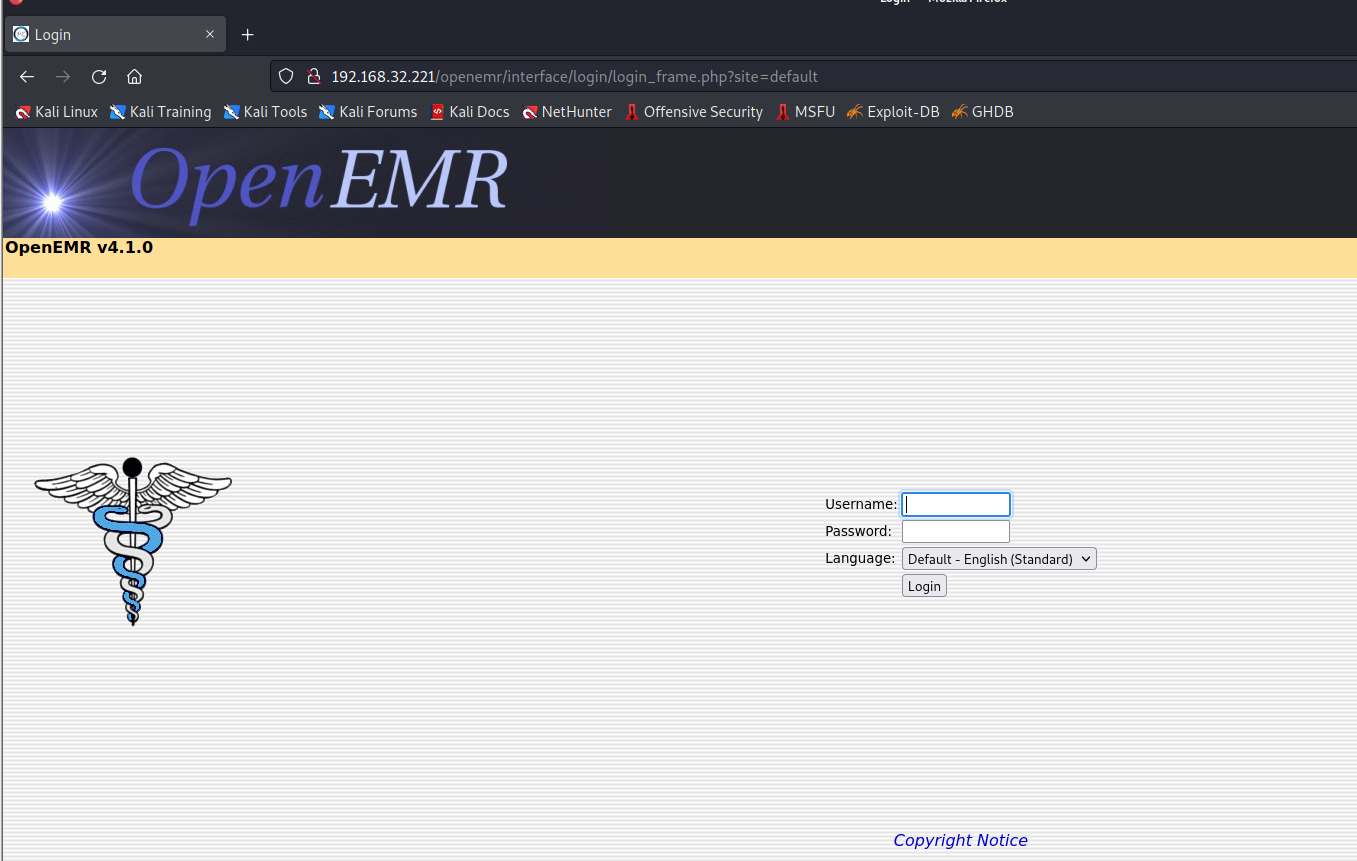 Login — Mozilla Firefox
Login
192.168.32.221/openemr/interface/login/login_frame.php?site=default
Kali Linux Kali Training Kali Tools Kali Forums Kali Docs NetHunter Offensive Security MSFU Exploit-DB GHDB
OpenEMR
OpenEMR v4.1.0
Username:
Password:
Language: Default - English (Standard)
Login
Copyright Notice